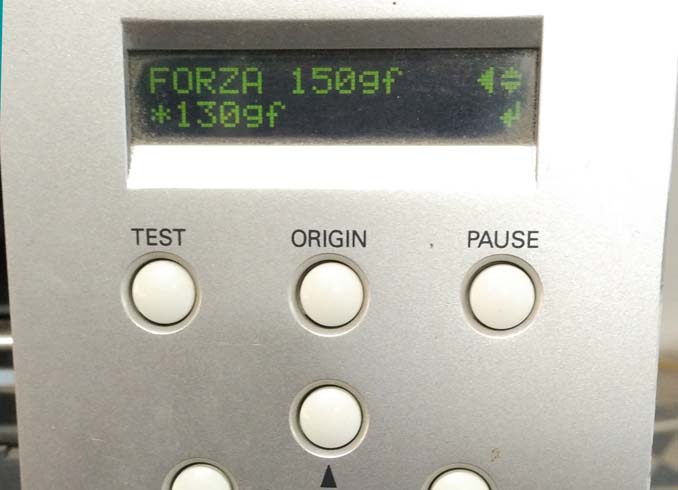 FORZA 150gf
*130gf
TEST ORIGIN PAUSE